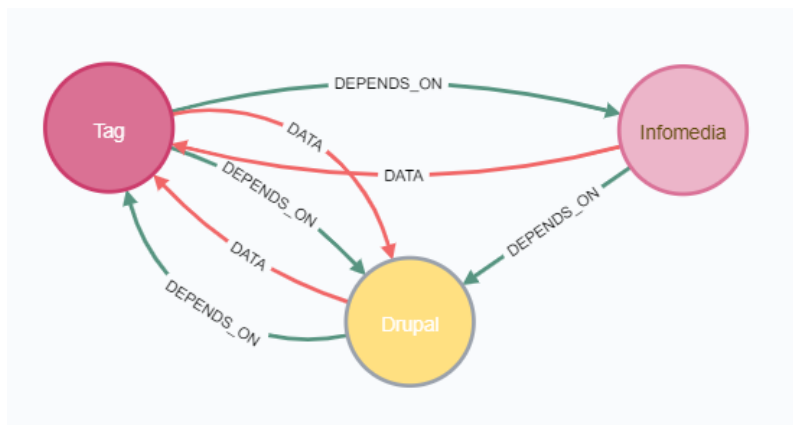 DEPENDS_ON
Tag
DATA
Infomedia
DATA
DEPENDS_ON
DEPENDS_ON
DATA
DEPENDS_ON
Drupal